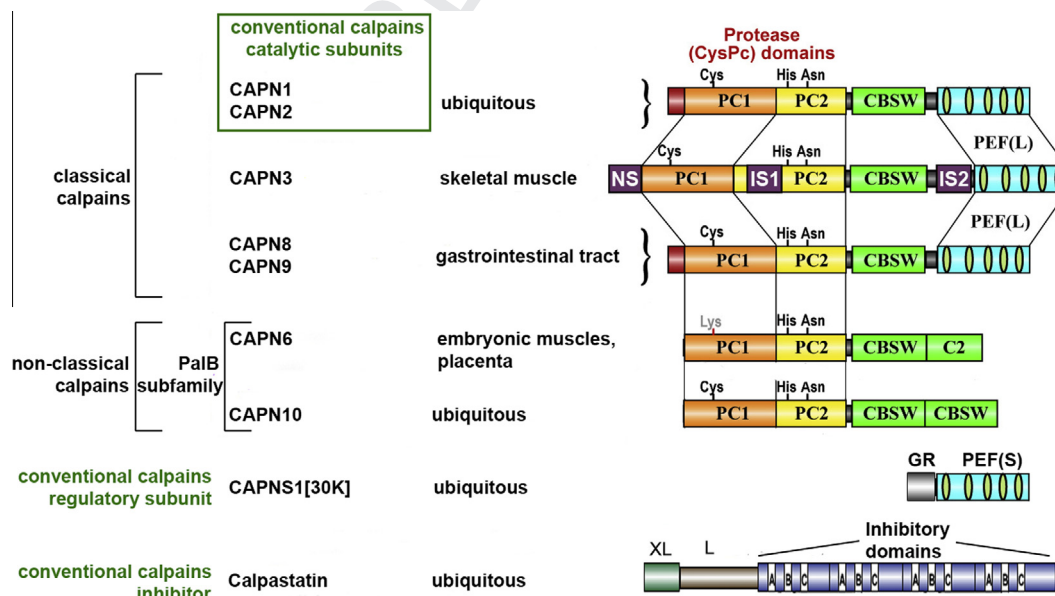 conventional calpains
catalytic subunits
Protease
(CysPc) domains
classical
calpains
CAPN1
CAPN2
ubiquitous
Cys His Asn
PC1 PC2 CBSW
PEF(L)
CAPN3
skeletal muscle
Cys His Asn
NS PC1 IS1 PC2 CBSW IS2
PEF(L)
CAPN8
CAPN9
gastrointestinal tract
Cys His Asn
PC1 PC2 CBSW
non-classical
calpains
PalB
subfamily
CAPN6
embryonic muscles,
placenta
Lys His Asn
PC1 PC2 CBSW C2
CAPN10
ubiquitous
Cys His Asn
PC1 PC2 CBSW CBSW
conventional calpains
regulatory subunit
CAPNS1[30K]
ubiquitous
GR PEF(S)
conventional calpains
inhibitor
Calpastatin
ubiquitous
XL L
Inhibitory
domains
A B C A B C A B C A B C